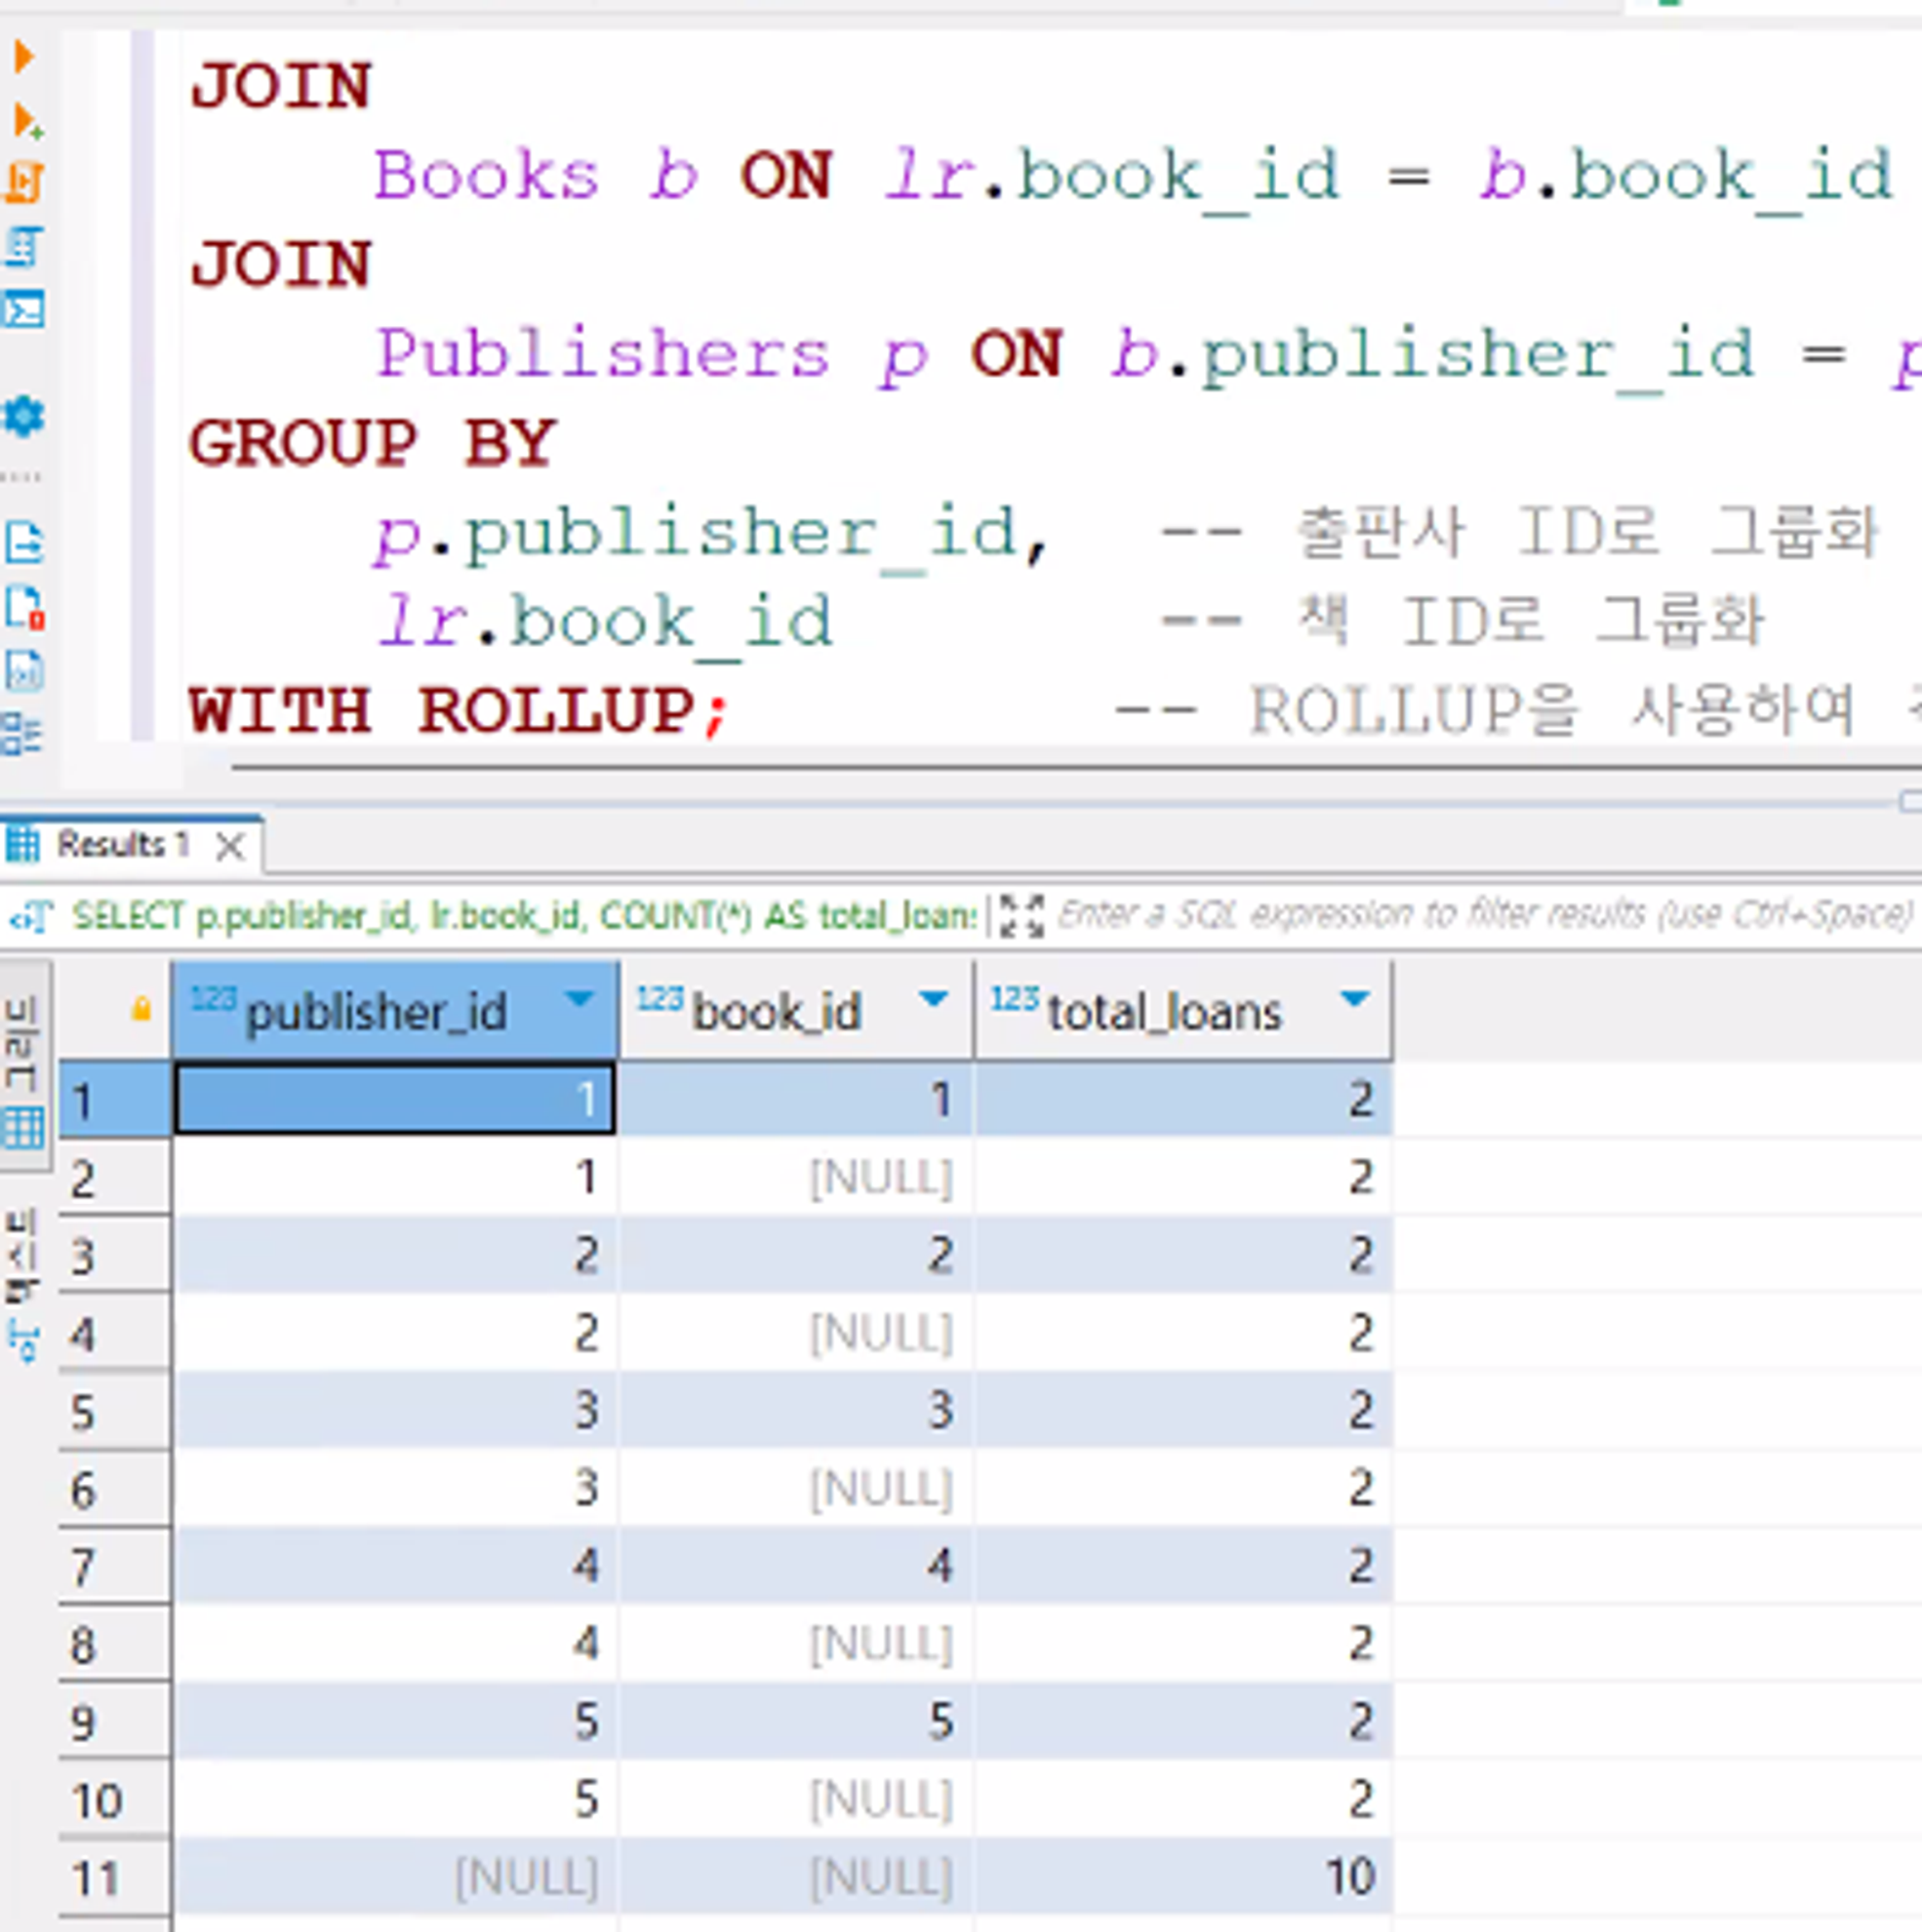 JOIN
Books b ON lr.book_id = b.book_id
JOIN
Publishers p ON b.publisher_id = p
GROUP BY
p.publisher_id, -- 출판사 ID로 그룹화
lr.book_id -- 책 ID로 그룹화
WITH ROLLUP; -- ROLLUP을 사용하여
Results 1
SELECT p.publisher_id, lr.book_id, COUNT(*) AS total_loans Enter a SQL expression to filter results (use Ctrl+Space)
그리드
텍스트
123 publisher_id 123 book_id 123 total_loans
1 1 1 2
2 1 [NULL] 2
3 2 2 2
4 2 [NULL] 2
5 3 3 2
6 3 [NULL] 2
7 4 4 2
8 4 [NULL] 2
9 5 5 2
10 5 [NULL] 2
11 [NULL] [NULL] 10